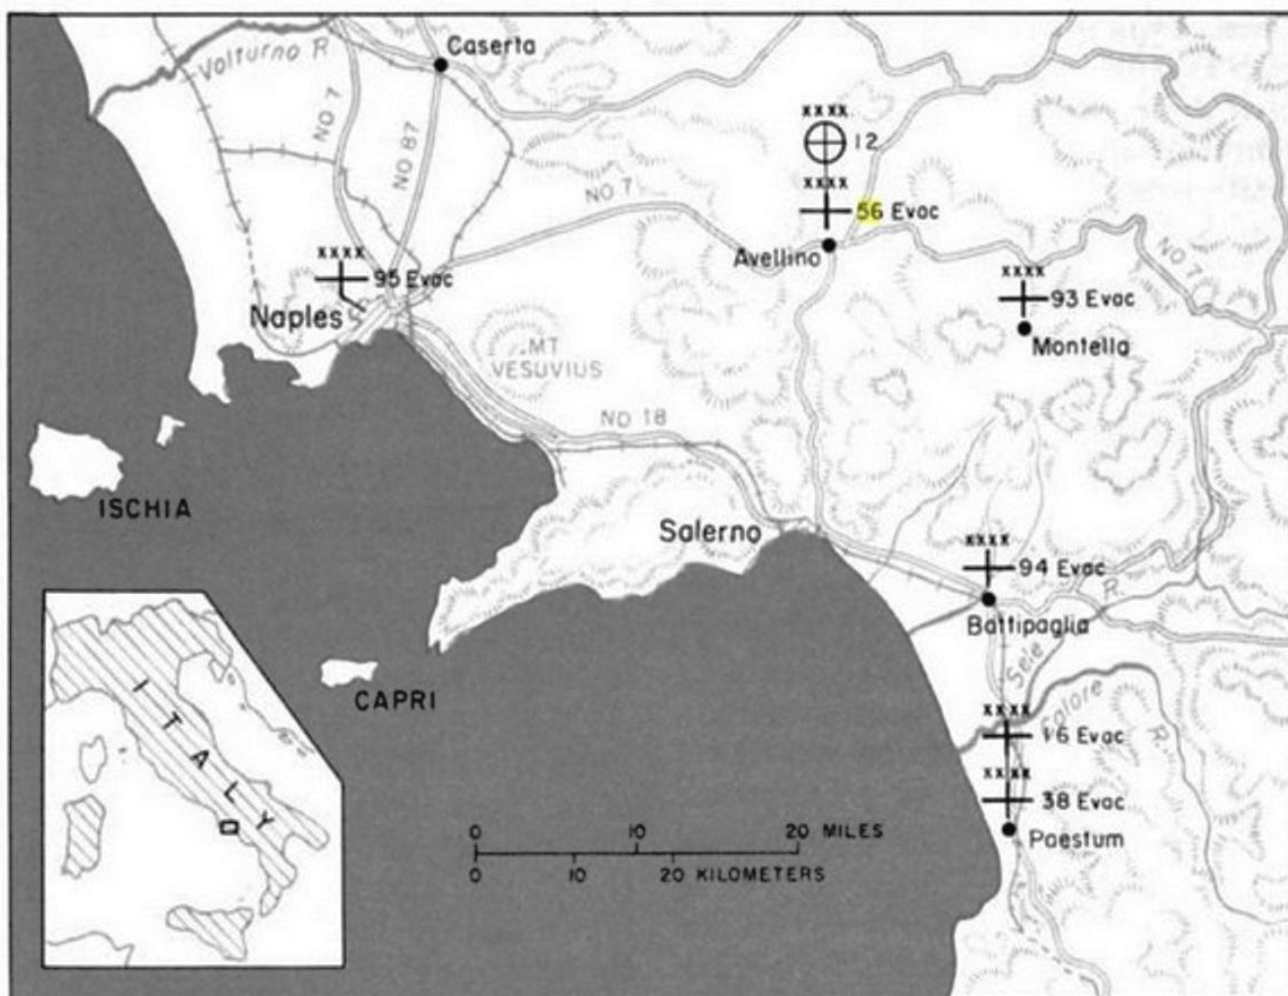 Caserta
Volturno R
NO 7
NO 87
xxxx
12
xxxx
56 Evac
NO 7
Avellino
NO 7
xxxx
95 Evac
xxxx
93 Evac
Naples
Montella
MT
VESUVIUS
NO 18
ISCHIA
Salerno
xxxx
94 Evac
R.
Battipaglia
Sele
CAPRI
Calore
R.
xxxx
16 Evac
xxxx
38 Evac
Paestum
ITALY
0 10 20 MILES
0 10 20 KILOMETERS